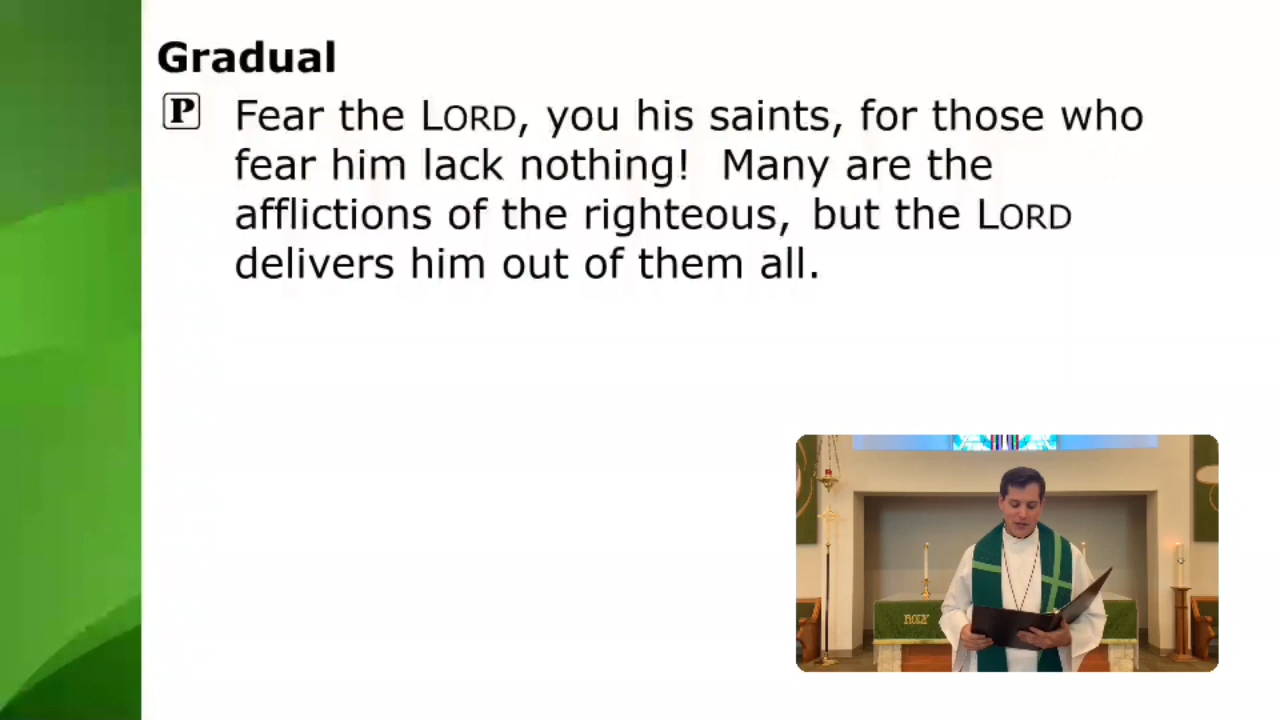 Gradual
P Fear the LORD, you his saints, for those who
fear him lack nothing! Many are the
afflictions of the righteous, but the LORD
delivers him out of them all.
HOLY